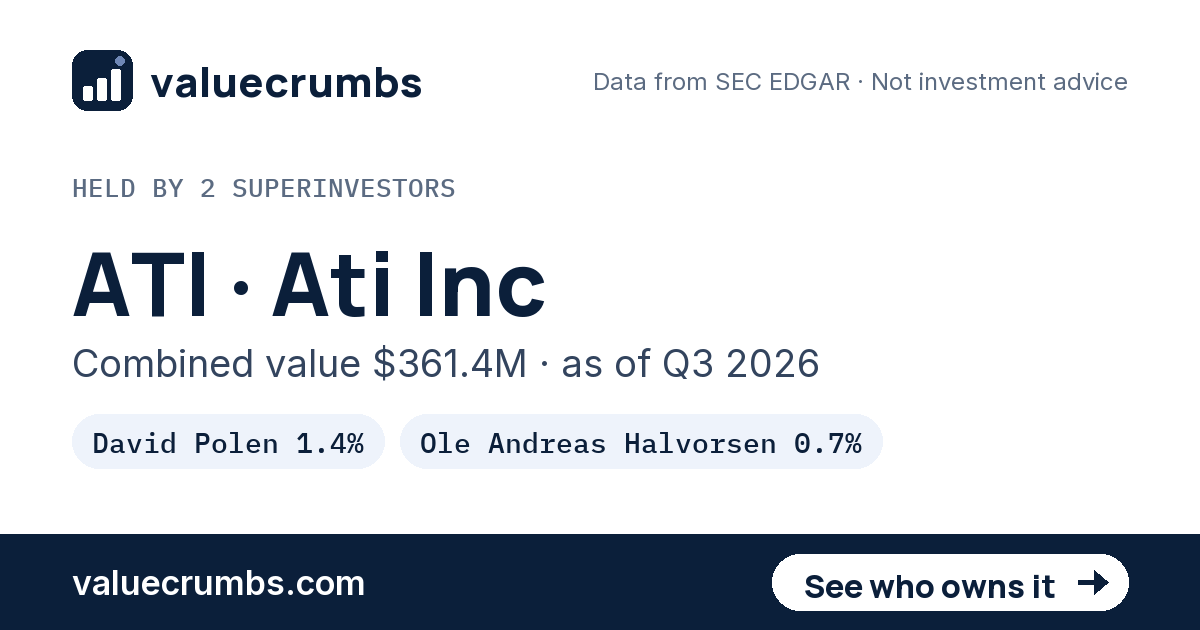 valuecrumbs
Data from SEC EDGAR · Not investment advice
HELD BY 2 SUPERINVESTORS
ATI · Ati Inc
Combined value $361.4M · as of Q3 2026
David Polen 1.4%
Ole Andreas Halvorsen 0.7%
valuecrumbs.com
See who owns it →